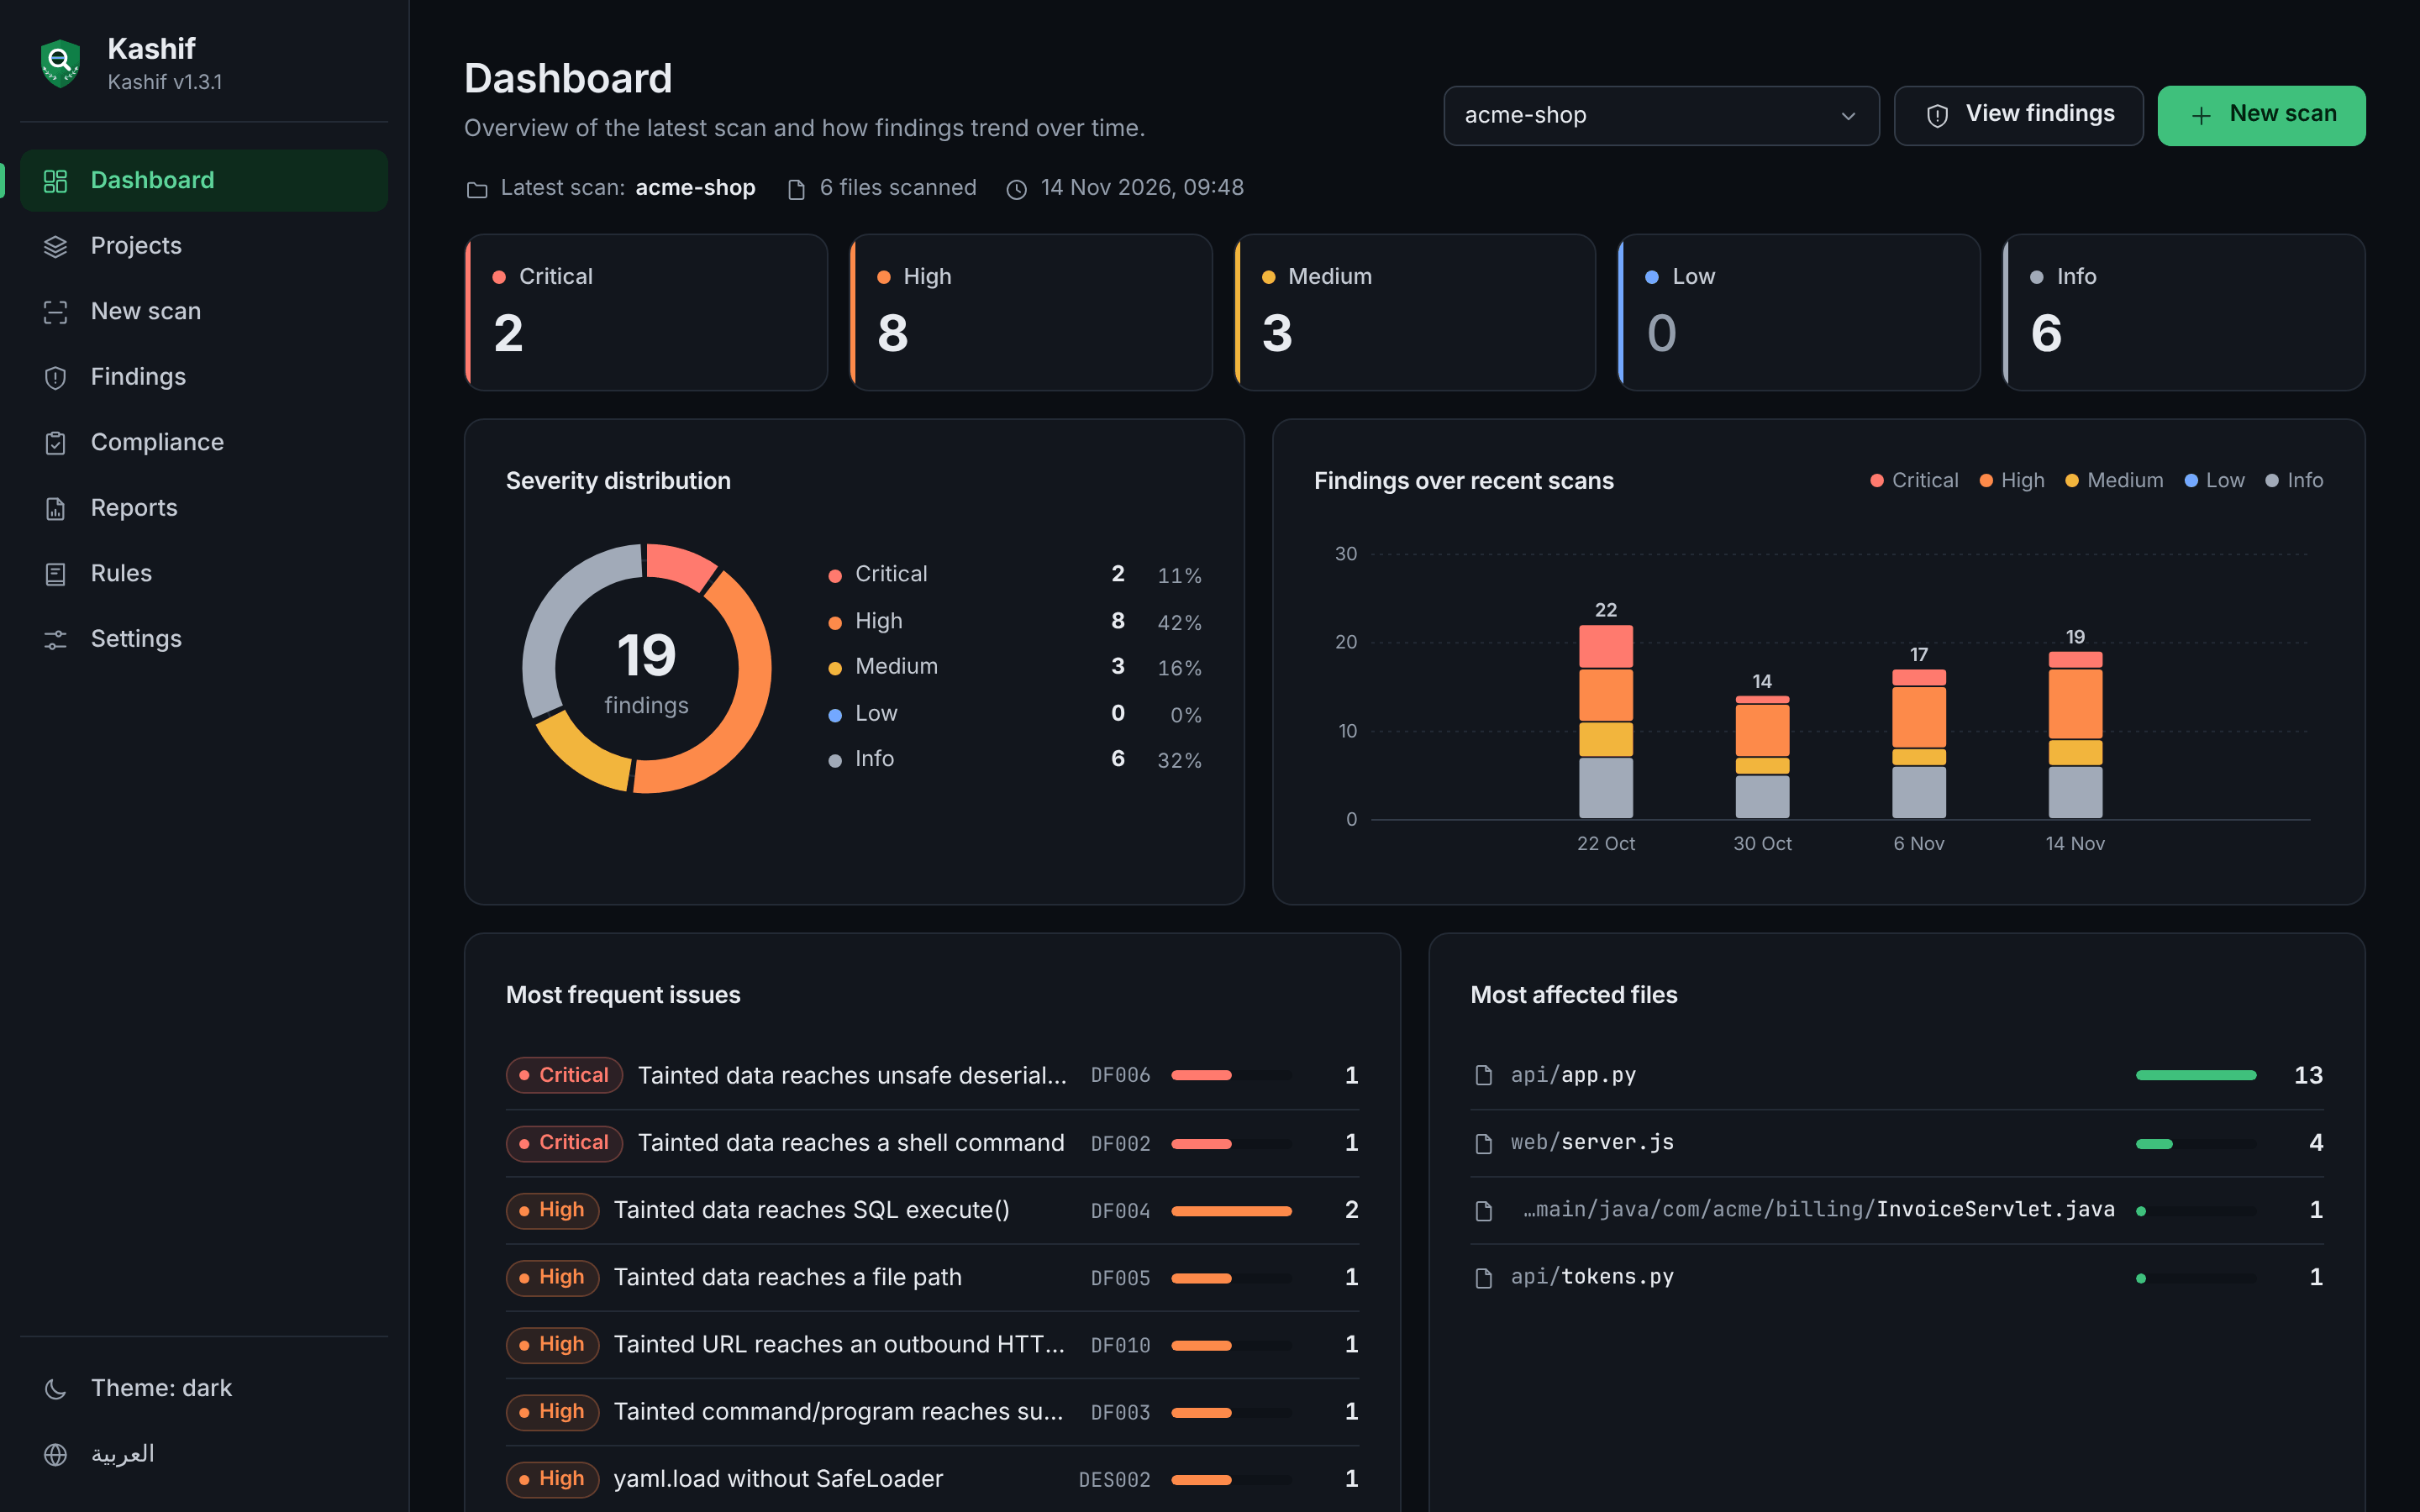 Kashif
Kashif v1.3.1
Dashboard
Projects
New scan
Findings
Compliance
Reports
Rules
Settings
Theme: dark
العربية
Dashboard
Overview of the latest scan and how findings trend over time.
acme-shop
View findings
New scan
Latest scan: acme-shop 6 files scanned 14 Nov 2026, 09:48
Critical
2
High
8
Medium
3
Low
0
Info
6
Severity distribution
19
findings
Critical 2 11%
High 8 42%
Medium 3 16%
Low 0 0%
Info 6 32%
Findings over recent scans
Critical High Medium Low Info
30
20
10
0
22
14
17
19
22 Oct 30 Oct 6 Nov 14 Nov
Most frequent issues
Critical Tainted data reaches unsafe deserial... DF006 1
Critical Tainted data reaches a shell command DF002 1
High Tainted data reaches SQL execute() DF004 2
High Tainted data reaches a file path DF005 1
High Tainted URL reaches an outbound HTT... DF010 1
High Tainted command/program reaches su... DF003 1
High yaml.load without SafeLoader DES002 1
Most affected files
api/app.py 13
web/server.js 4
…main/java/com/acme/billing/InvoiceServlet.java 1
api/tokens.py 1